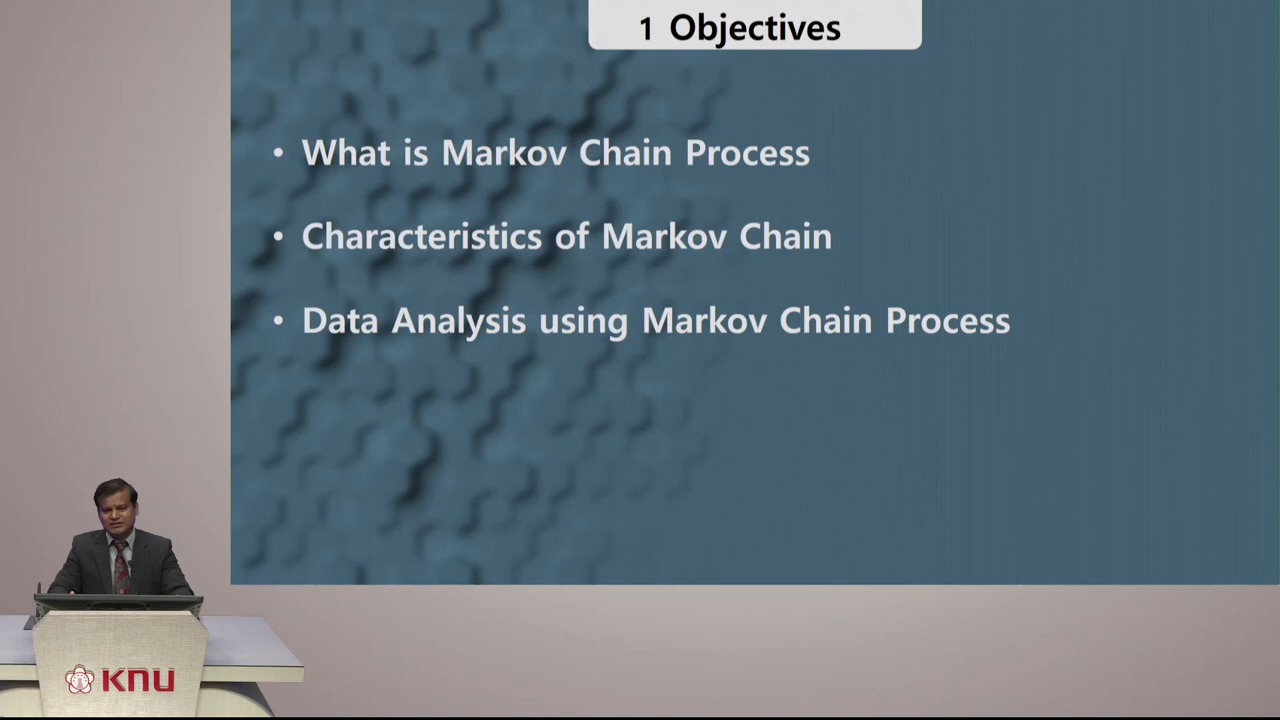 1 Objectives
• What is Markov Chain Process
• Characteristics of Markov Chain
• Data Analysis using Markov Chain Process
KNU